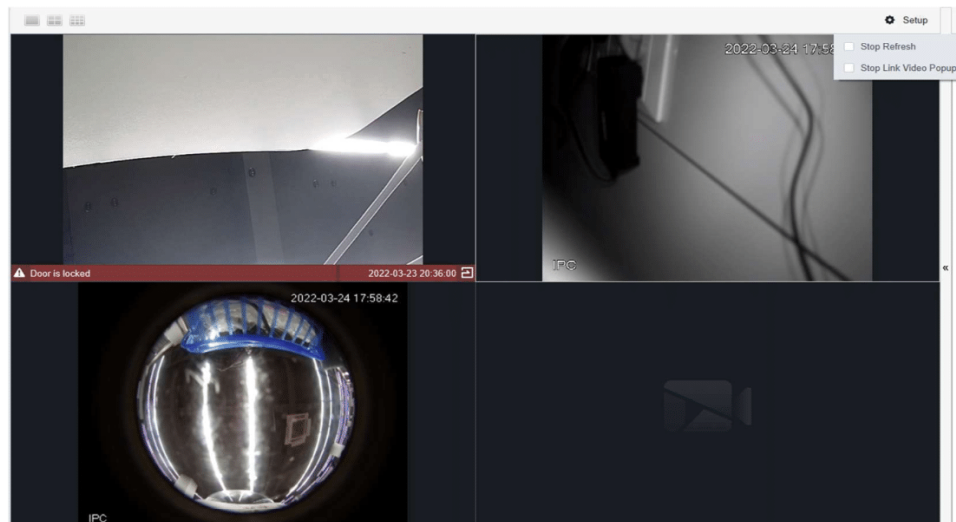 Setup
Stop Refresh
Stop Link Video Popup
2022-03-24 17:58
IPC
Door is locked 2022-03-23 20:36:00
«
2022-03-24 17:58:42
IPC